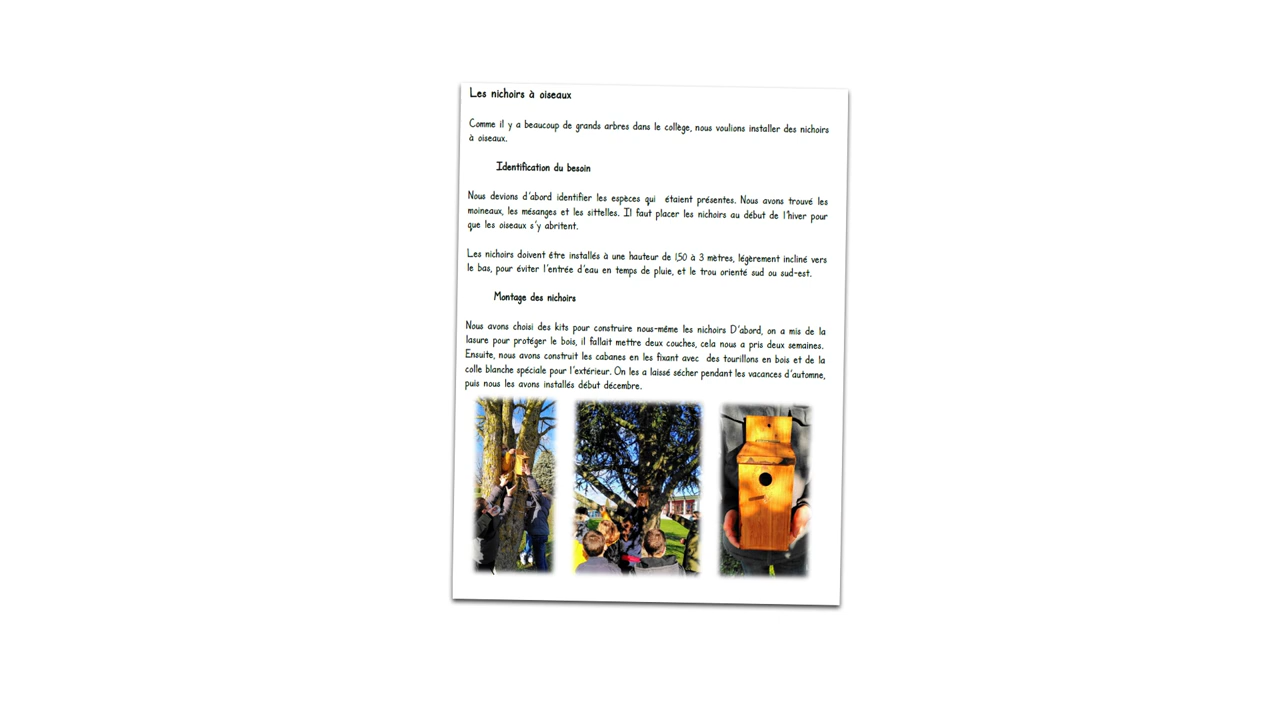 Les nichoirs à oiseaux
Comme il y a beaucoup de grands arbres dans le collège, nous voulions installer des nichoirs
à oiseaux.
Identification du besoin
Nous devions d'abord identifier les espèces qui étaient présentes. Nous avons trouvé les
moineaux, les mésanges et les sittelles. Il faut placer les nichoirs au début de l'hiver pour
que les oiseaux s'y abritent.
Les nichoirs doivent être installés à une hauteur de 1,50 à 3 mètres, légèrement incliné vers
le bas, pour éviter l'entrée d'eau en temps de pluie, et le trou orienté sud ou sud-est.
Montage des nichoirs
Nous avons choisi des kits pour construire nous-même les nichoirs D'abord, on a mis de la
lasure pour protéger le bois, il fallait mettre deux couches, cela nous a pris deux semaines.
Ensuite, nous avons construit les cabanes en les fixant avec des tourillons en bois et de la
colle blanche spéciale pour l'extérieur. On les a laissé sécher pendant les vacances d'automne,
puis nous les avons installés début décembre.